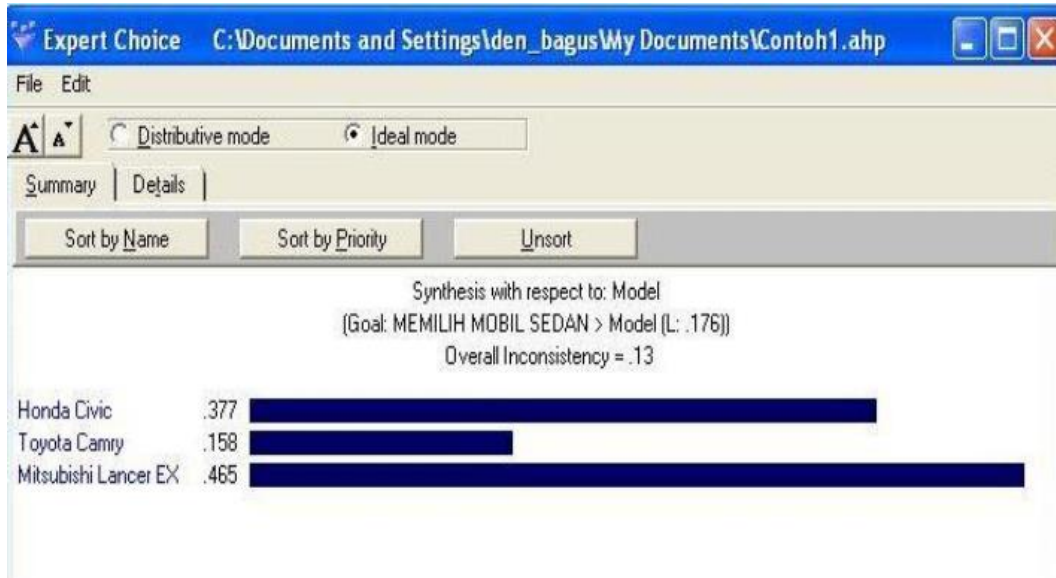 Expert Choice C:\Documents and Settings\den_bagus\My Documents\Contoh1.ahp
File Edit
A A Distributive mode Ideal mode
Summary Details
Sort by Name Sort by Priority Unsort
Synthesis with respect to: Model
(Goal: MEMILIH MOBIL SEDAN > Model (L: .176))
Overall Inconsistency = .13
Honda Civic .377
Toyota Camry .158
Mitsubishi Lancer EX .465